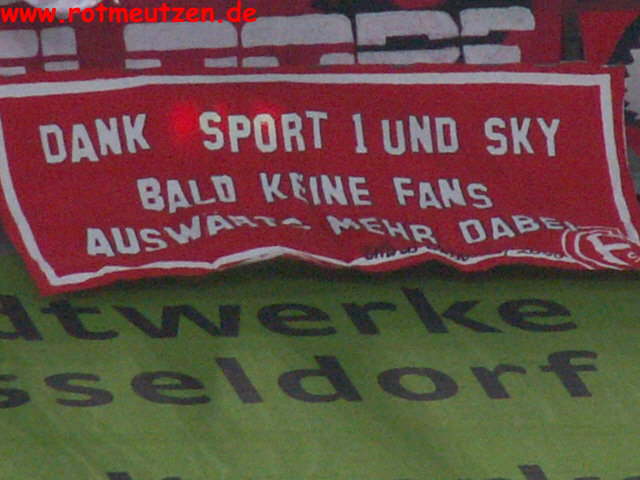 www.rotmeutzen.de
DANK SPORT 1 UND SKY
BALD KEINE FANS
AUSWÄRTS MEHR DABEI
dtwerke
sseldorf